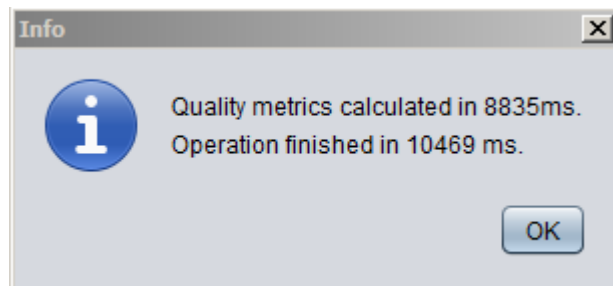 Info
Quality metrics calculated in 8835ms.
Operation finished in 10469 ms.
OK